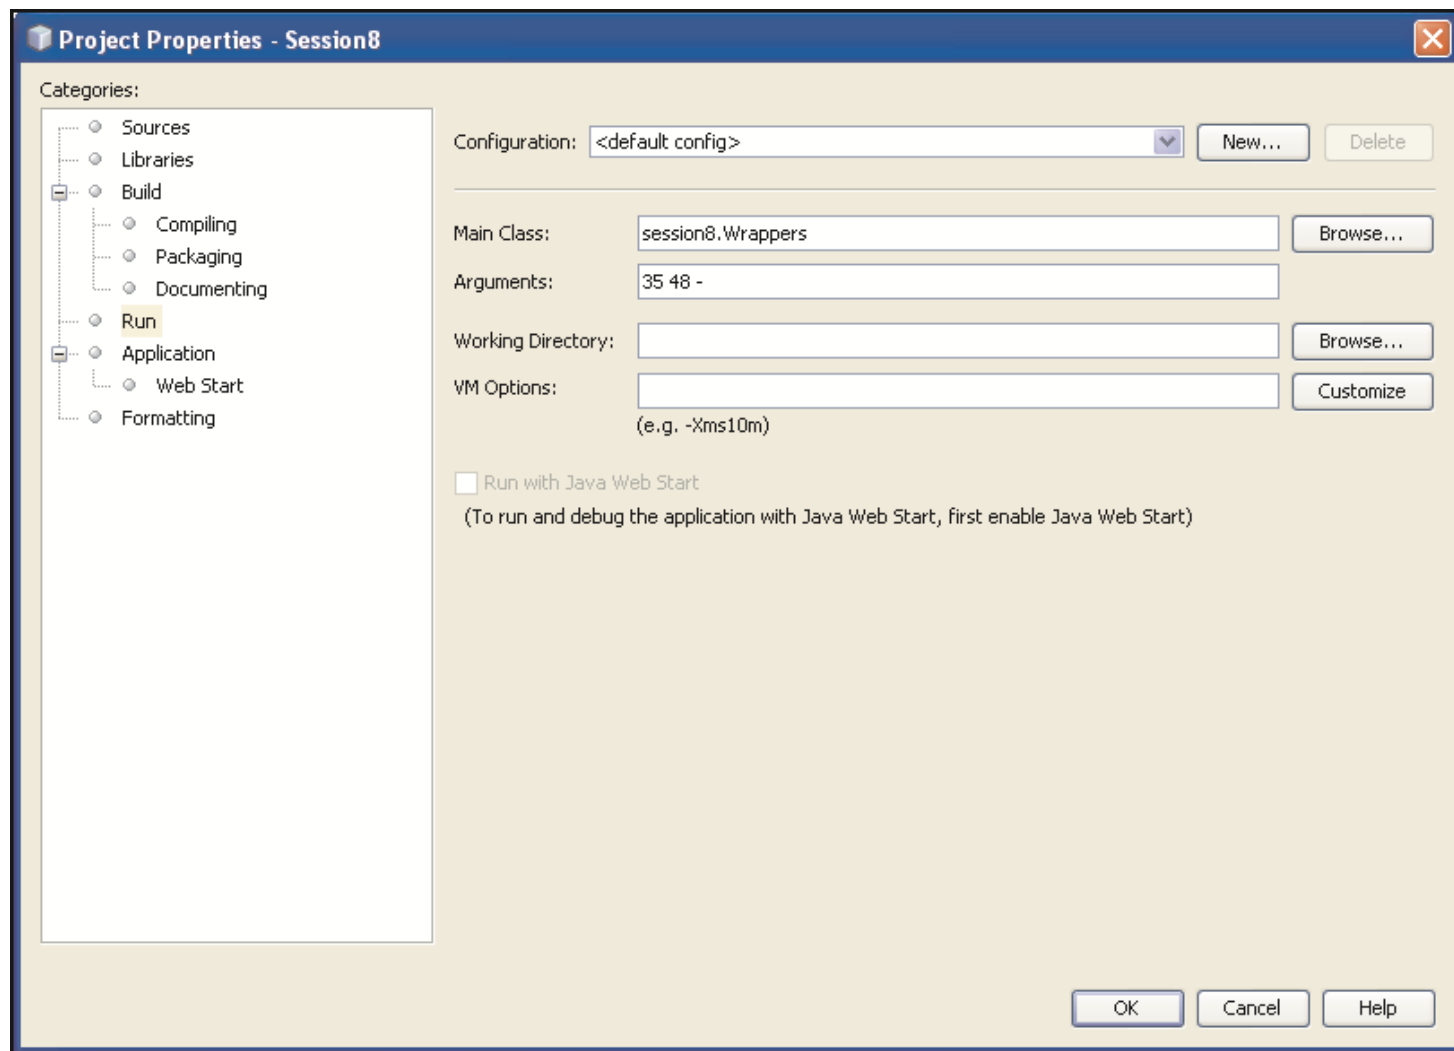 Project Properties - Session8
Categories:
Sources
Libraries
Build
Compiling
Packaging
Documenting
Run
Application
Web Start
Formatting
Configuration: <default config> New... Delete
Main Class: session8.Wrappers Browse...
Arguments: 35 48 -
Working Directory: Browse...
VM Options: Customize
(e.g. -Xms10m)
Run with Java Web Start
(To run and debug the application with Java Web Start, first enable Java Web Start)
OK Cancel Help